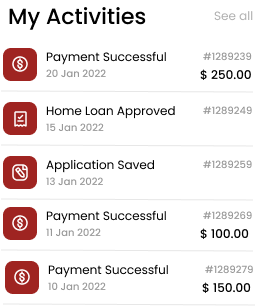 My Activities See all
Payment Successful #1289239
20 Jan 2022 $ 250.00
Home Loan Approved #1289249
15 Jan 2022
Application Saved #1289259
13 Jan 2022
Payment Successful #1289269
11 Jan 2022 $ 100.00
Payment Successful #1289279
10 Jan 2022 $ 150.00